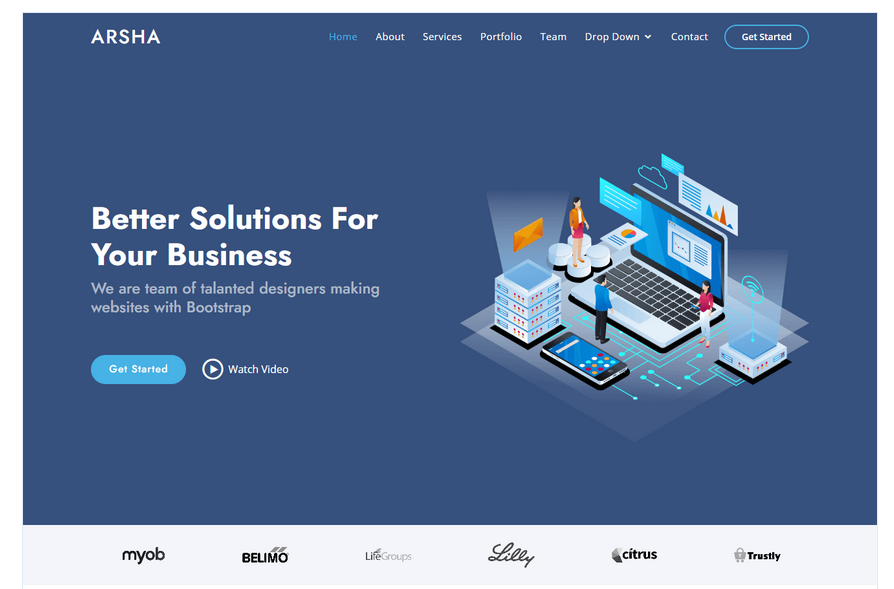 ARSHA
Home About Services Portfolio Team Drop Down Contact Get Started
Better Solutions For
Your Business
We are team of talanted designers making
websites with Bootstrap
Get Started Watch Video
myob BELIMO LifeGroups Lilly citrus Trustly